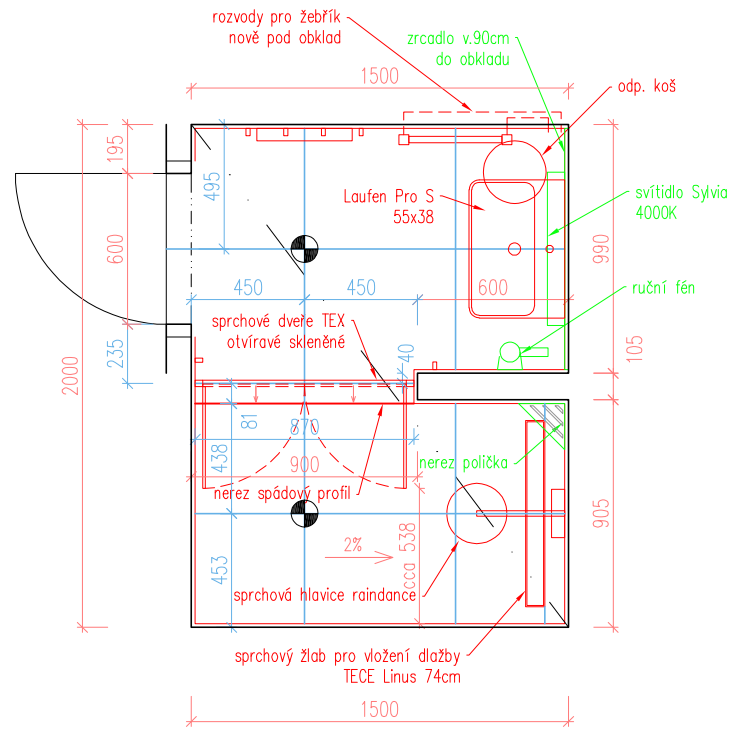 rozvody pro žebřík
nově pod obklad
zrcadlo v.90cm
do obkladu
1500
odp. koš
195
495
Laufen Pro S
55x38
svítidlo Sylvia
4000K
600
990
450
450
600
ruční fén
sprchové dveře TEX
otvíravé skleněné
235
40
105
2000
81
870
438
900
nerez polička
nerez spádový profil
905
2%
cca 538
453
sprchová hlavice raindance
sprchový žlab pro vložení dlažby
TECE Linus 74cm
1500